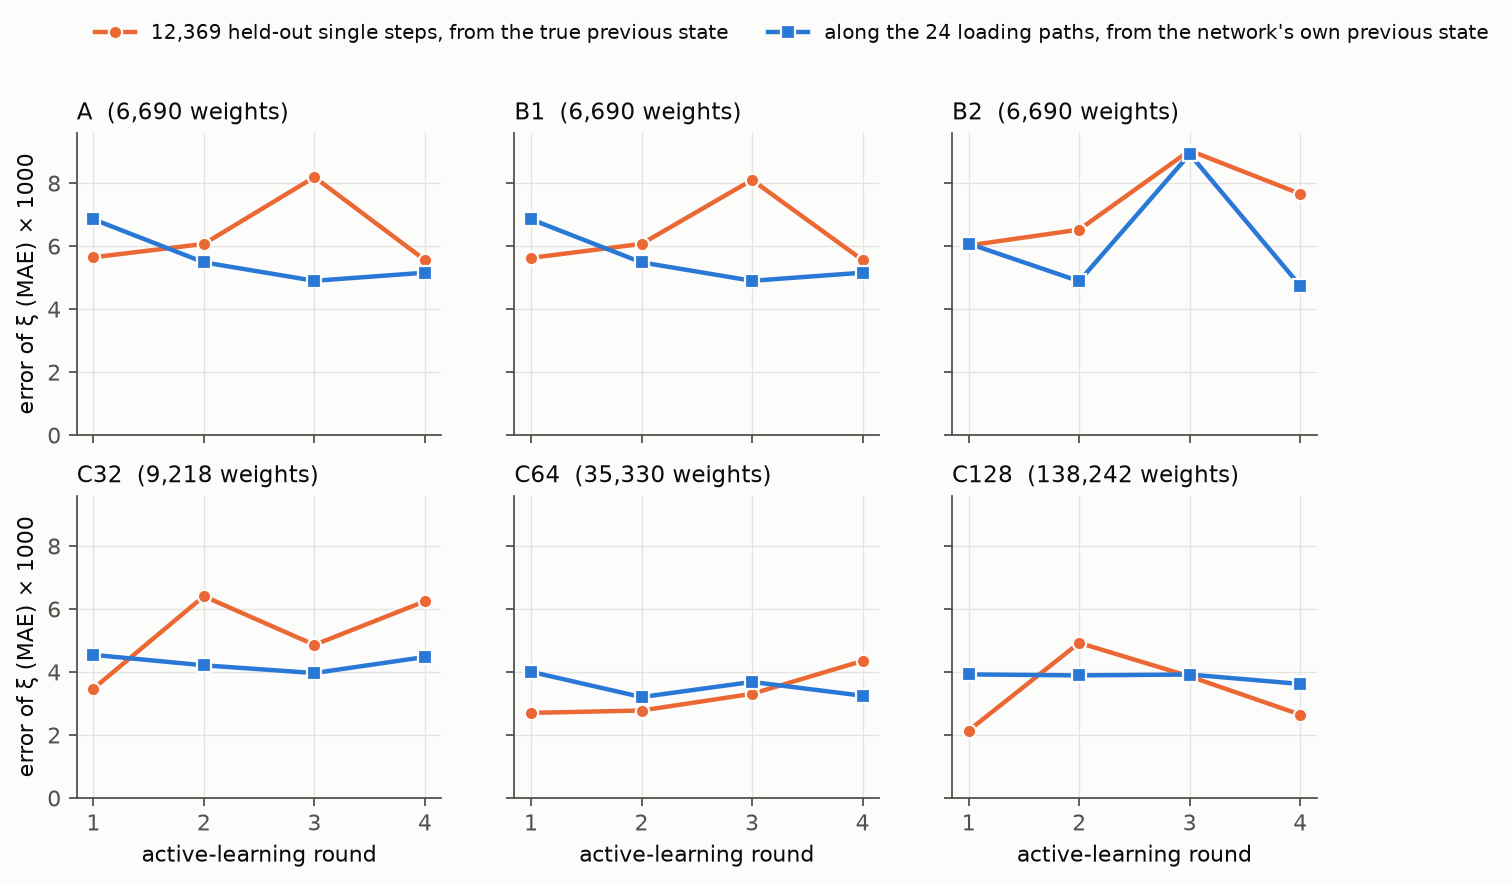 12,369 held-out single steps, from the true previous state
along the 24 loading paths, from the network's own previous state
A (6,690 weights)
B1 (6,690 weights)
B2 (6,690 weights)
error of ξ (MAE) × 1000
8
6
4
2
0
C32 (9,218 weights)
C64 (35,330 weights)
C128 (138,242 weights)
error of ξ (MAE) × 1000
8
6
4
2
0
1 2 3 4
1 2 3 4
1 2 3 4
active-learning round
active-learning round
active-learning round